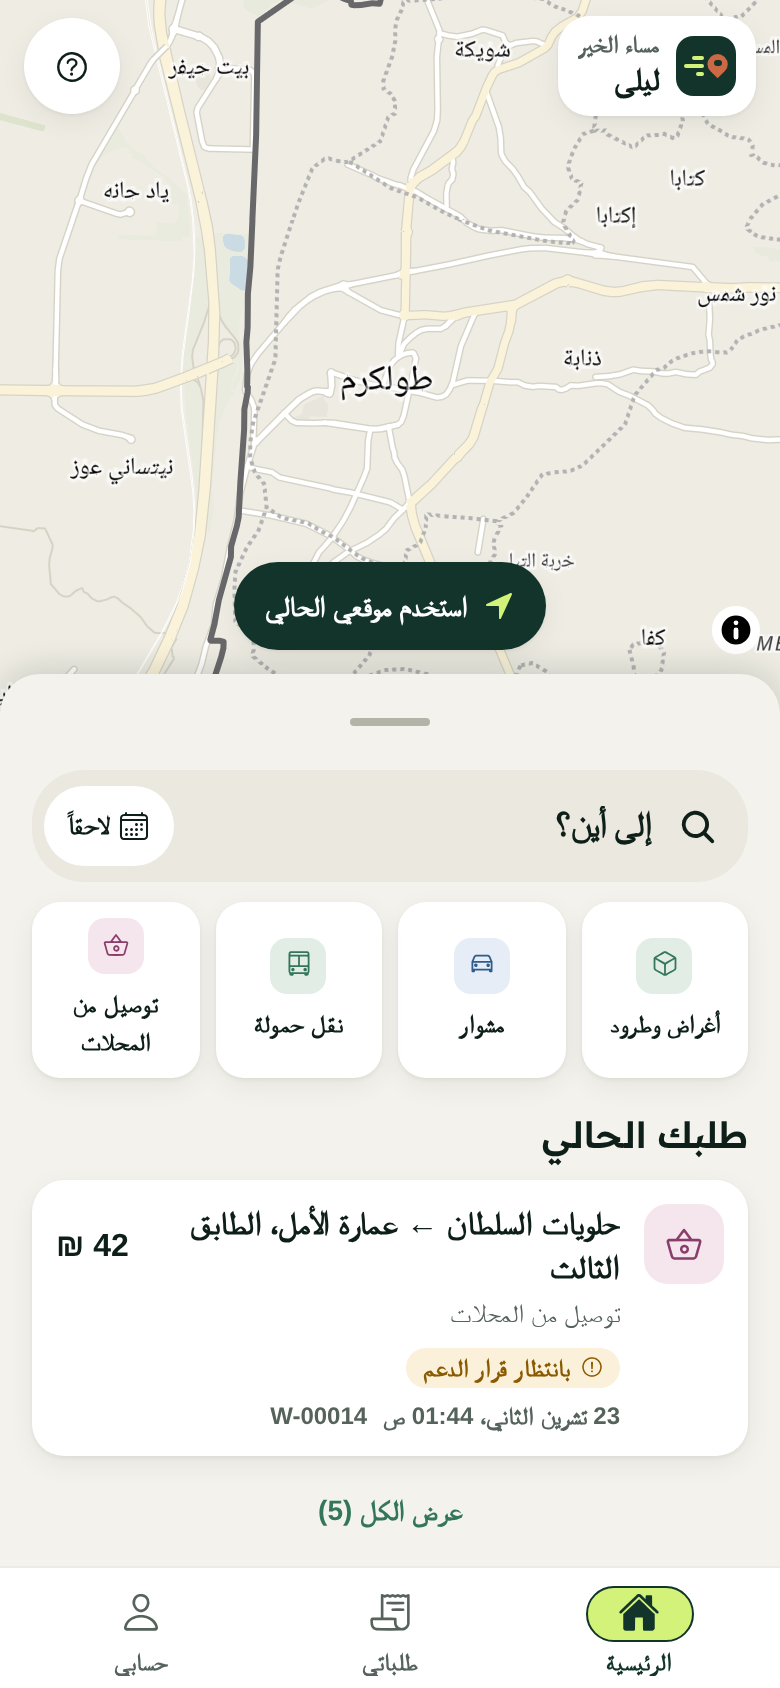 مساء الخير
ليلى
شويكة
بيت حيفر
كتابا
ياد حانه
إكتابا
نور شمس
ذنابة
طولكرم
نيتساني عوز
خربة
استخدم موقعي الحالي
كفا
إلى أين؟
لاحقاً
أغراض وطرود
مشوار
نقل حمولة
توصيل من
المحلات
طلبك الحالي
حلويات السلطان ← عمارة الأمل، الطابق
الثالث
42 ₪
توصيل من المحلات
بانتظار قرار الدعم
23 تشرين الثاني، 01:44 ص W-00014
عرض الكل (5)
الرئيسية
طلباتي
حسابي